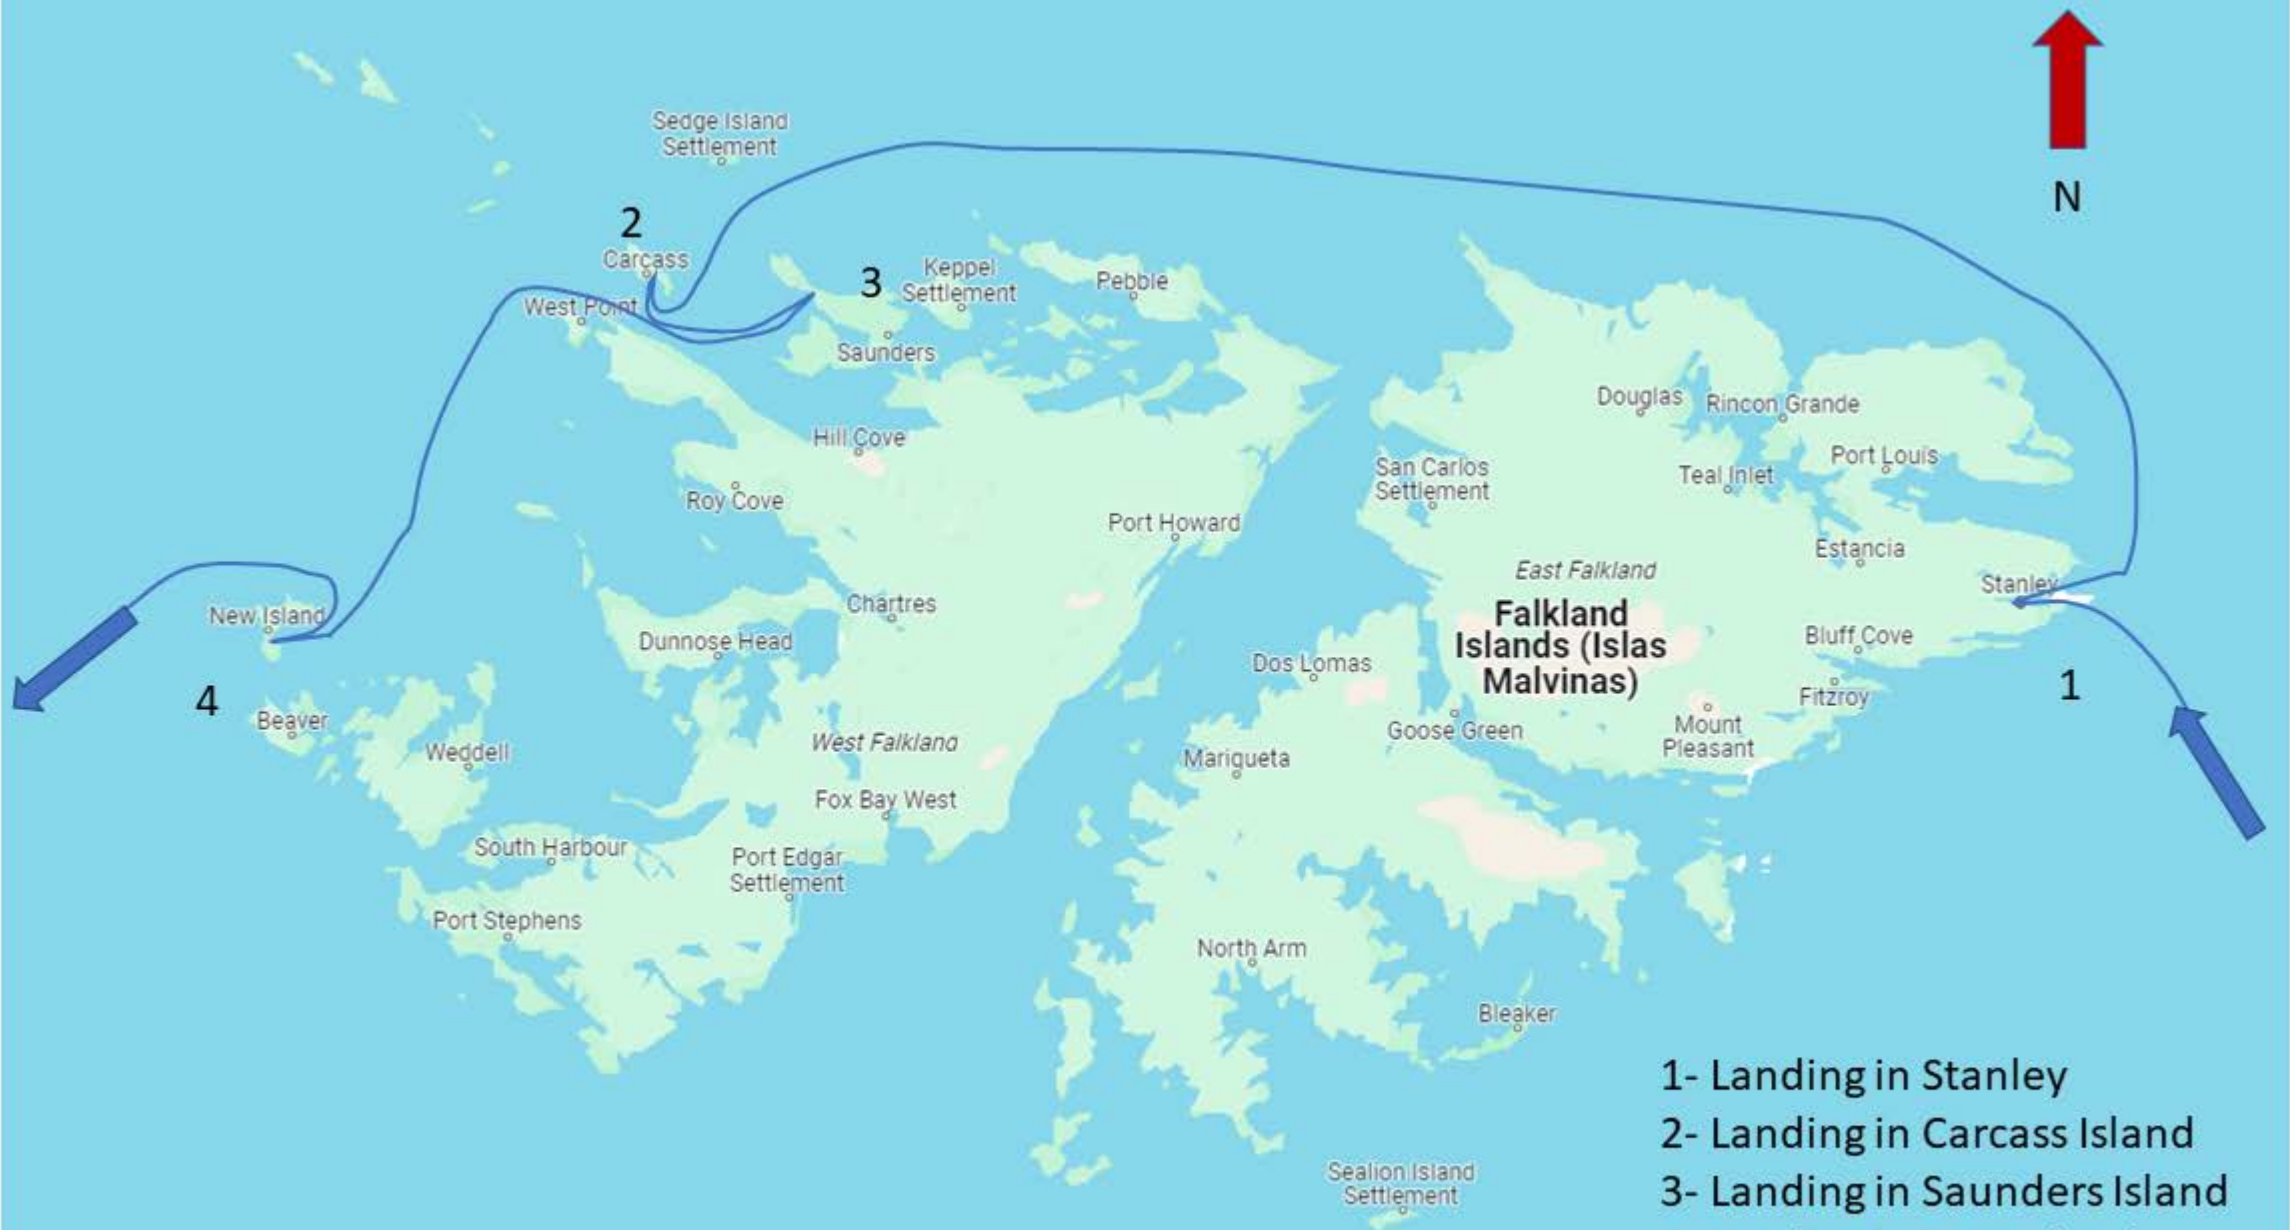 N
Sedge Island
Settlement
2
Carcass
3
Keppel
Settlement
Pebble
West Point
Saunders
Douglas
Rincon Grande
Hill Cove
San Carlos
Settlement
Port Louis
Teal Inlet
Roy Cove
Port Howard
Estancia
East Falkland
Stanley
Chartres
New Island
Falkland
Islands (Islas
Malvinas)
Bluff Cove
Dunnose Head
Dos Lomas
1
4
Fitzroy
Beaver
Goose Green
Mount
Pleasant
West Falkland
Weddell
Marigueta
Fox Bay West
South Harbour
Port Edgar
Settlement
Port Stephens
North Arm
Bleaker
Sealion Island
Settlement
1- Landing in Stanley
2- Landing in Carcass Island
3- Landing in Saunders Island